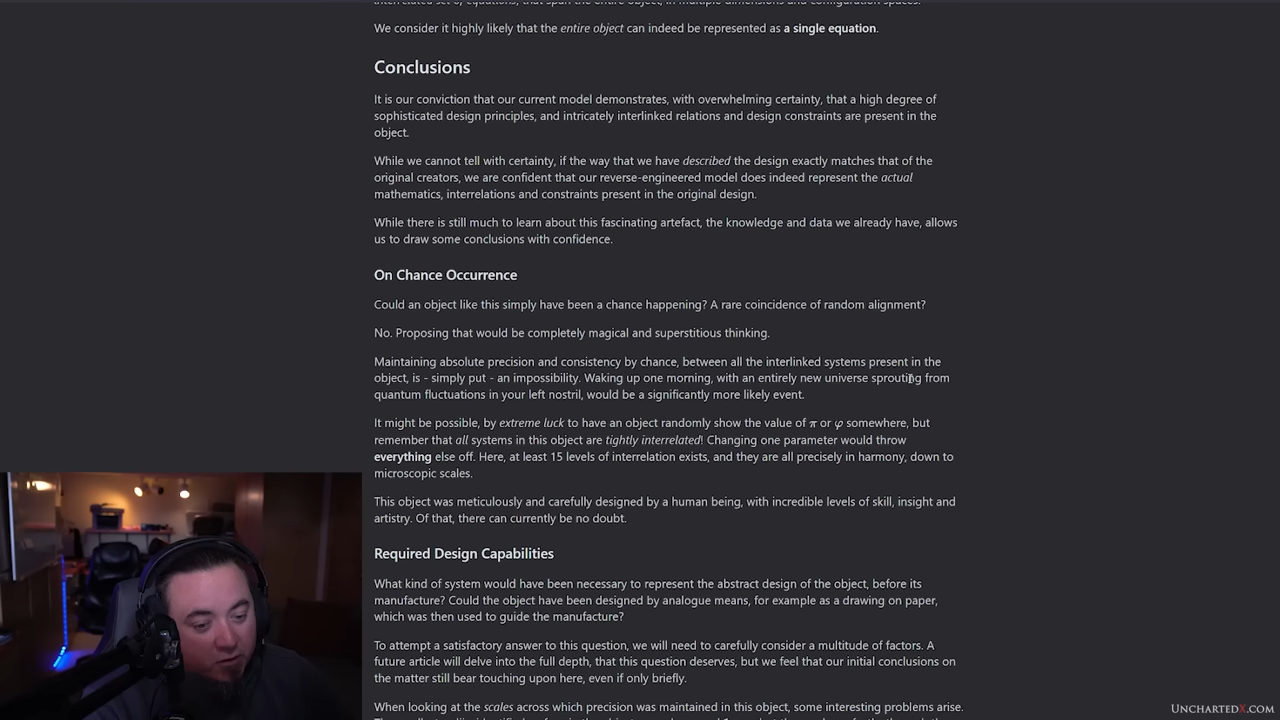 interrelated set of equations, that span the entire object, in multiple dimensions and configuration spaces.
We consider it highly likely that the entire object can indeed be represented as a single equation.
Conclusions
It is our conviction that our current model demonstrates, with overwhelming certainty, that a high degree of
sophisticated design principles, and intricately interlinked relations and design constraints are present in the
object.
While we cannot tell with certainty, if the way that we have described the design exactly matches that of the
original creators, we are confident that our reverse-engineered model does indeed represent the actual
mathematics, interrelations and constraints present in the original design.
While there is still much to learn about this fascinating artefact, the knowledge and data we already have, allows
us to draw some conclusions with confidence.
On Chance Occurrence
Could an object like this simply have been a chance happening? A rare coincidence of random alignment?
No. Proposing that would be completely magical and superstitious thinking.
Maintaining absolute precision and consistency by chance, between all the interlinked systems present in the
object, is - simply put - an impossibility. Waking up one morning, with an entirely new universe sprouting from
quantum fluctuations in your left nostril, would be a significantly more likely event.
It might be possible, by extreme luck to have an object randomly show the value of π or φ somewhere, but
remember that all systems in this object are tightly interrelated! Changing one parameter would throw
everything else off. Here, at least 15 levels of interrelation exists, and they are all precisely in harmony, down to
microscopic scales.
This object was meticulously and carefully designed by a human being, with incredible levels of skill, insight and
artistry. Of that, there can currently be no doubt.
Required Design Capabilities
What kind of system would have been necessary to represent the abstract design of the object, before its
manufacture? Could the object have been designed by analogue means, for example as a drawing on paper,
which was then used to guide the manufacture?
To attempt a satisfactory answer to this question, we will need to carefully consider a multitude of factors. A
future article will delve into the full depth, that this question deserves, but we feel that our initial conclusions on
the matter still bear touching upon here, even if only briefly.
When looking at the scales across which precision was maintained in this object, some interesting problems arise.
UNCHARTEDX.COM